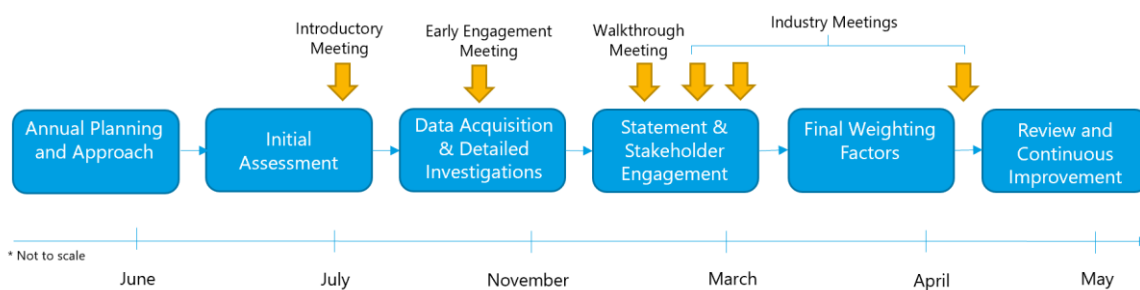 Introductory
Meeting
Early Engagement
Meeting
Walkthrough
Meeting
Industry Meetings
Annual Planning
and Approach
Initial
Assessment
Data Acquisition
& Detailed
Investigations
Statement &
Stakeholder
Engagement
Final Weighting
Factors
Review and
Continuous
Improvement
* Not to scale
June
July
November
March
April
May